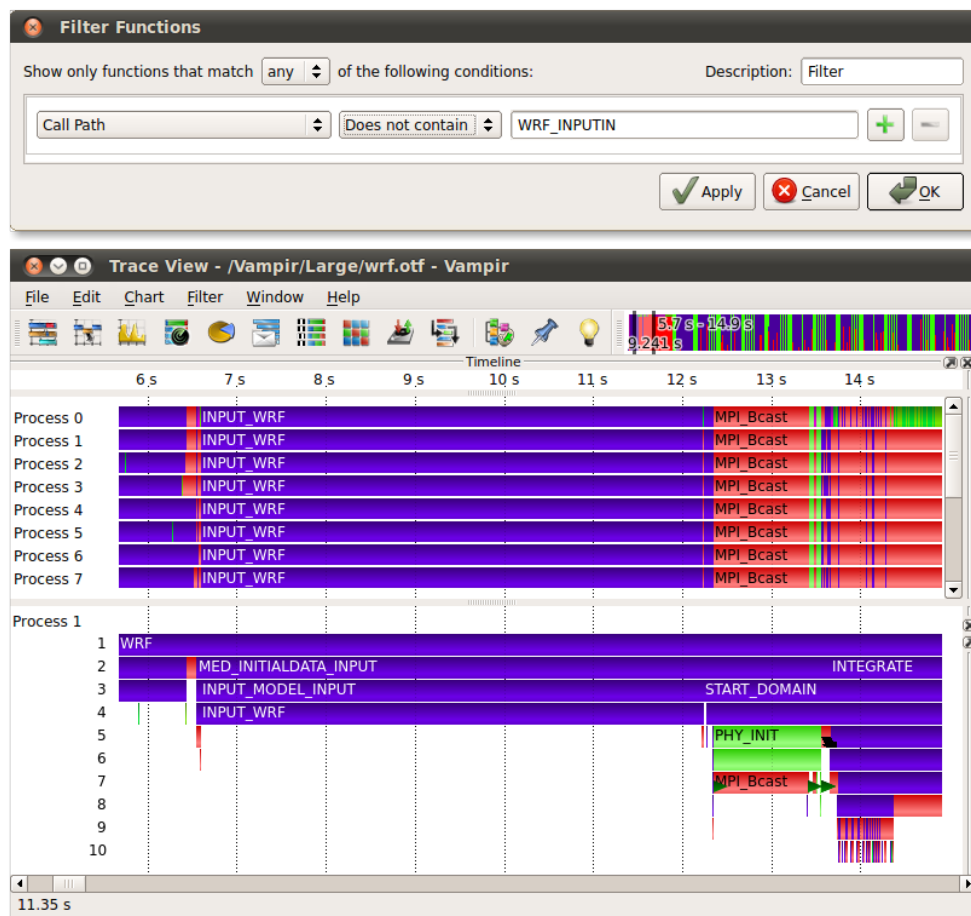 Filter Functions
Show only functions that match any of the following conditions: Description: Filter
Call Path Does not contain WRF_INPUTIN
Apply Cancel OK
Trace View - /Vampir/Large/wrf.otf - Vampir
File Edit Chart Filter Window Help
5.7 s - 14.9 s
9.241 s
Timeline
6 s 7 s 8 s 9 s 10 s 11 s 12 s 13 s 14 s
Process 0 INPUT_WRF MPI_Bcast
Process 1 INPUT_WRF MPI_Bcast
Process 2 INPUT_WRF MPI_Bcast
Process 3 INPUT_WRF MPI_Bcast
Process 4 INPUT_WRF MPI_Bcast
Process 5 INPUT_WRF MPI_Bcast
Process 6 INPUT_WRF MPI_Bcast
Process 7 INPUT_WRF MPI_Bcast
Process 1
1 WRF
2 MED_INITIALDATA_INPUT INTEGRATE
3 INPUT_MODEL_INPUT START_DOMAIN
4 INPUT_WRF
5 PHY_INIT
6
7 MPI_Bcast
8
9
10
11.35 s